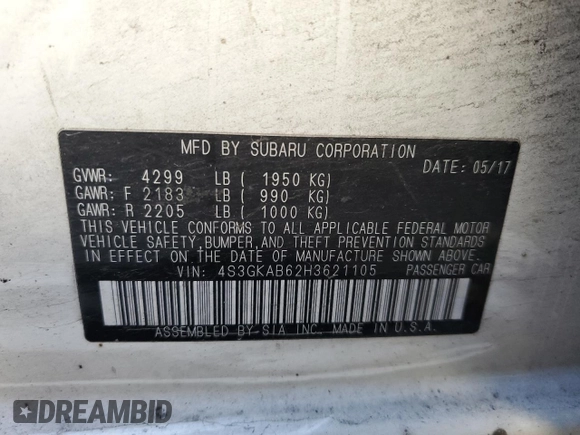 MFD BY SUBARU CORPORATION
DATE: 05/17
GVWR: 4299 LB ( 1950 KG)
GAWR: F 2183 LB ( 990 KG)
GAWR: R 2205 LB ( 1000 KG)
THIS VEHICLE CONFORMS TO ALL APPLICABLE FEDERAL MOTOR
VEHICLE SAFETY, BUMPER, AND THEFT PREVENTION STANDARDS
IN EFFECT ON THE DATE OF MANUFACTURE SHOWN ABOVE.
VIN: 4S3GKAB62H3621105 PASSENGER CAR
ASSEMBLED BY SIA INC. MADE IN U.S.A.
DREAMBID